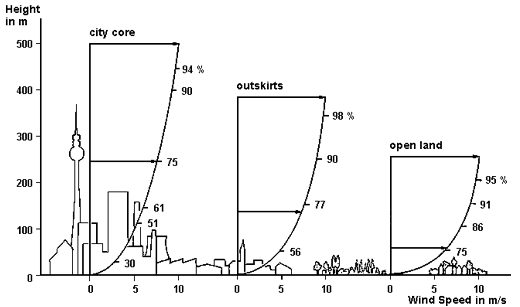 Height
in m
city core
500
94 %
90
400
outskirts
98 %
300
open land
90
75
95 %
200
77
91
61
86
51
100
56
75
30
0
0 5 10 0 5 10 0 5 10
Wind Speed in m/s